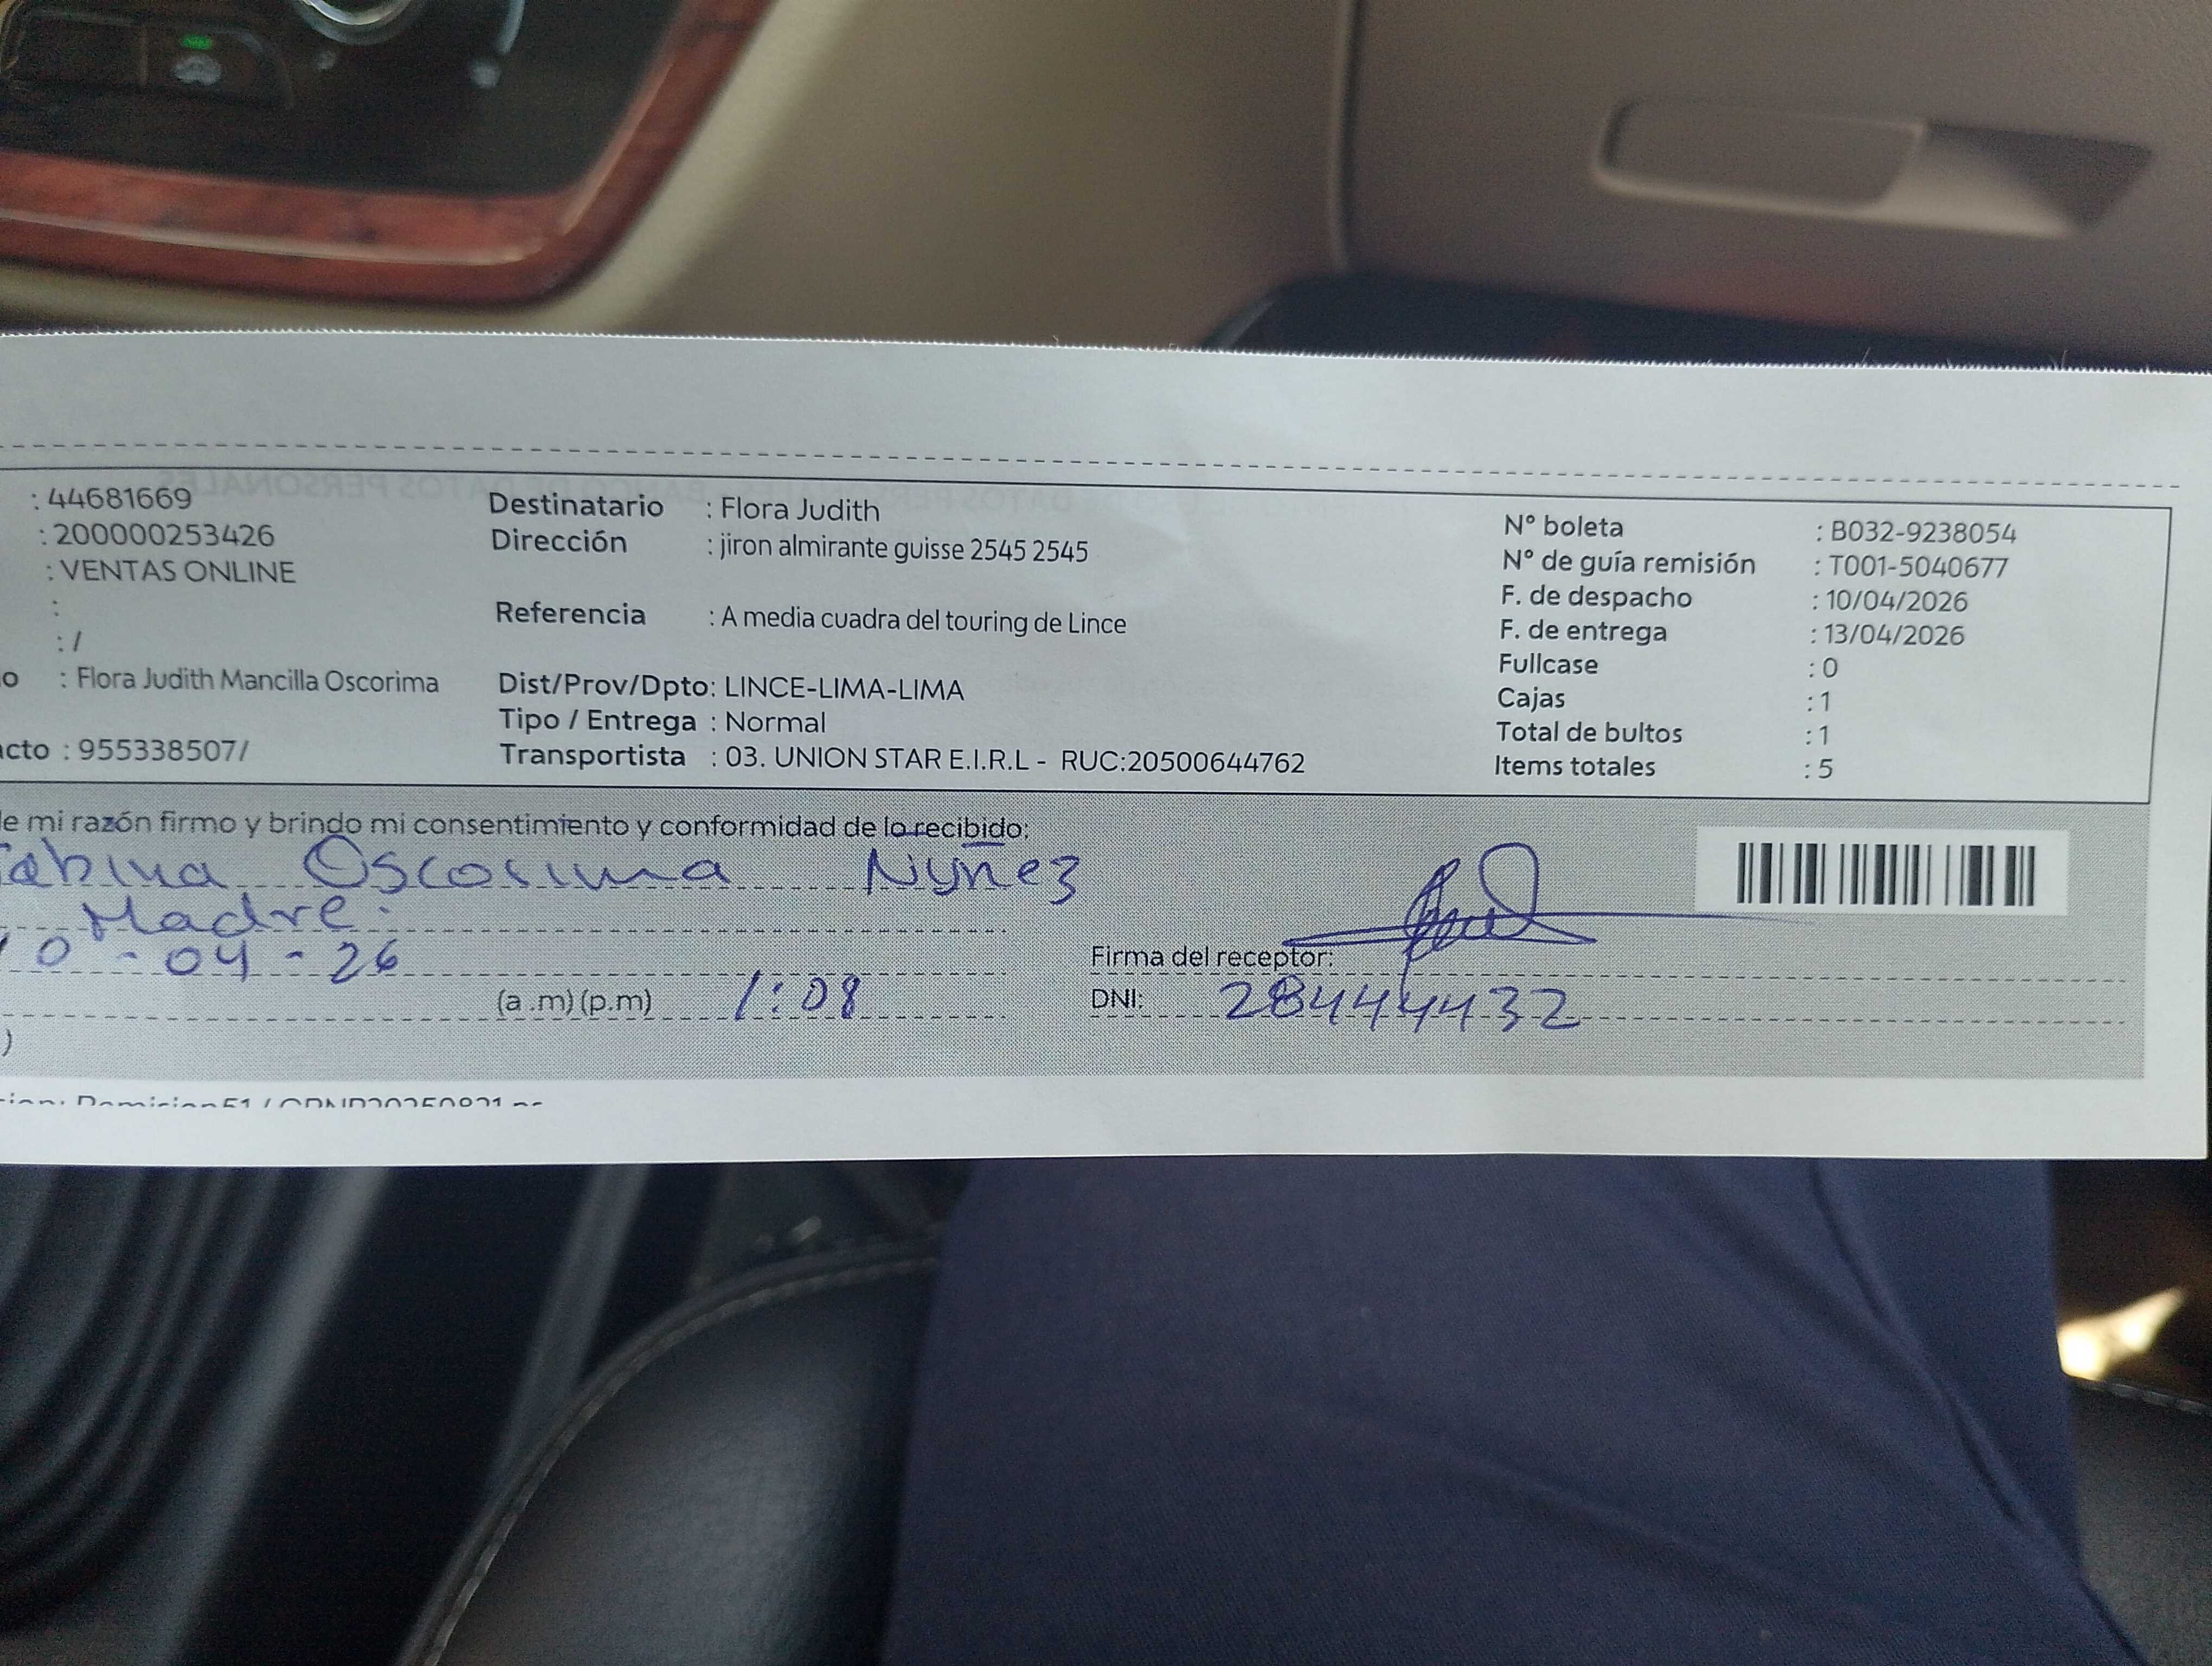 : 44681669
: 200000253426
: VENTAS ONLINE
:
: /
o : Flora Judith Mancilla Oscorima
acto : 955338507/
Destinatario : Flora Judith
Dirección : jiron almirante guisse 2545 2545
Referencia : A media cuadra del touring de Lince
Dist/Prov/Dpto: LINCE-LIMA-LIMA
Tipo / Entrega : Normal
Transportista : 03. UNION STAR E.I.R.L - RUC:20500644762
N° boleta : B032-9238054
N° de guía remisión : T001-5040677
F. de despacho : 10/04/2026
F. de entrega : 13/04/2026
Fullcase : 0
Cajas : 1
Total de bultos : 1
Items totales : 5
de mi razón firmo y brindo mi consentimiento y conformidad de lo recibido:
Oscorima Nuñez
Madre.
10-04-26
(a.m) (p.m) 1:08
Firma del receptor:
DNI: 28444432
)